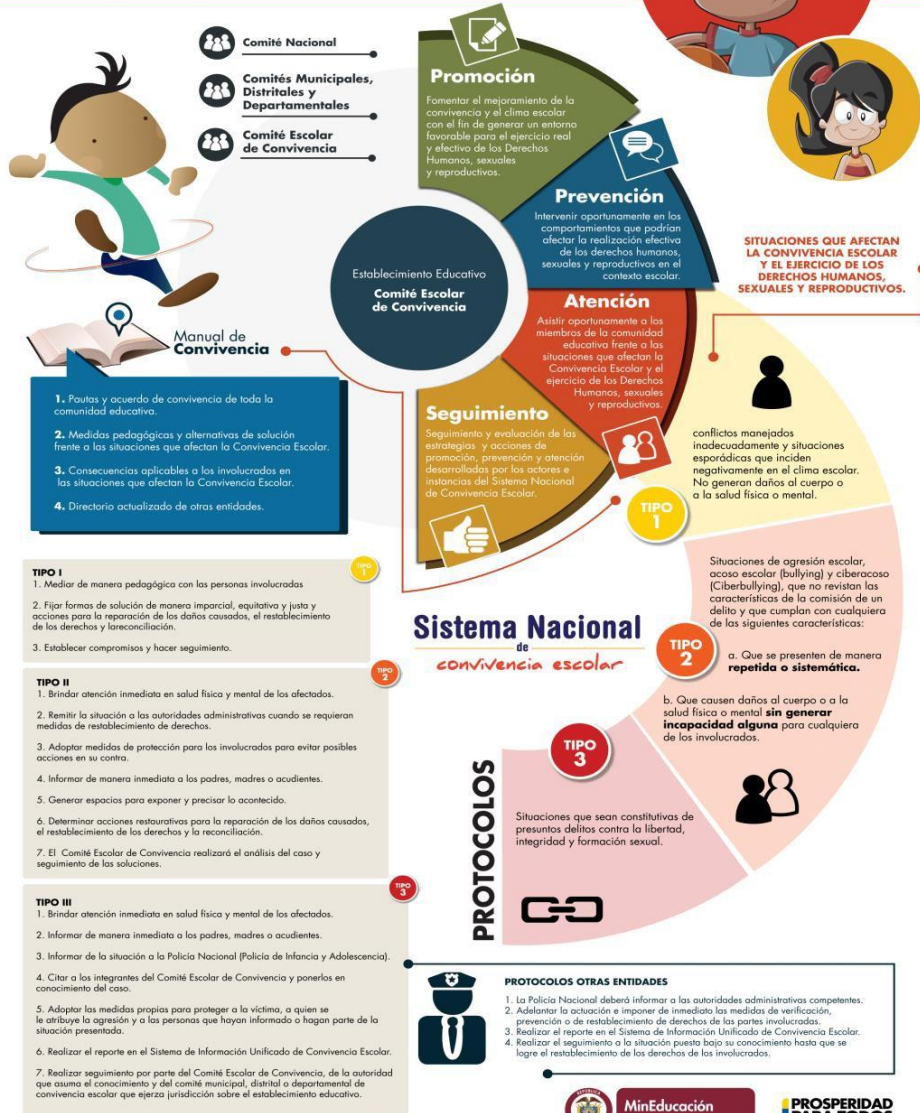 Comité Nacional
Comités Municipales,
Distritales y
Departamentales
Comité Escolar
de Convivencia
Promoción
Fomentar el mejoramiento de la
convivencia y el clima escolar
con el fin de generar un entorno
favorable para el ejercicio real
y efectivo de los Derechos
Humanos, sexuales
y reproductivos.
Prevención
Intervenir oportunamente en los
comportamientos que podrían
afectar la realización efectiva
de los derechos humanos,
sexuales y reproductivos en el
contexto escolar.
Establecimiento Educativo
Comité Escolar
de Convivencia
Atención
Asistir oportunamente a los
miembros de la comunidad
educativa frente a las
situaciones que afectan la
Convivencia Escolar y el
ejercicio de los Derechos
Humanos, sexuales
y reproductivos.
Seguimiento
Seguimiento y evaluación de las
estrategias y acciones de
promoción, prevención y atención
desarrolladas por los actores e
instancias del Sistema Nacional
de Convivencia Escolar.
SITUACIONES QUE AFECTAN
LA CONVIVENCIA ESCOLAR
Y EL EJERCICIO DE LOS
DERECHOS HUMANOS,
SEXUALES Y REPRODUCTIVOS.
Manual de
Convivencia
1. Pautas y acuerdo de convivencia de toda la
comunidad educativa.
2. Medidas pedagógicas y alternativas de solución
frente a las situaciones que afectan la Convivencia Escolar.
3. Consecuencias aplicables a los involucrados en
las situaciones que afectan la Convivencia Escolar.
4. Directorio actualizado de otras entidades.
TIPO
1
conflictos manejados
inadecuadamente y situaciones
esporádicas que inciden
negativamente en el clima escolar.
No generan daños al cuerpo o
a la salud física o mental.
TIPO
2
Situaciones de agresión escolar,
acoso escolar (bullying) y ciberacoso
(Ciberbullying), que no revistan las
características de la comisión de un
delito y que cumplan con cualquiera
de las siguientes características:
a. Que se presenten de manera
repetida o sistemática.
b. Que causen daños al cuerpo o a la
salud física o mental sin generar
incapacidad alguna para cualquiera
de los involucrados.
TIPO
3
Situaciones que sean constitutivas de
presuntos delitos contra la libertad,
integridad y formación sexual.
Sistema Nacional
de
convivencia escolar
PROTOCOLOS
TIPO I
TIPO
1
1. Mediar de manera pedagógica con las personas involucradas
2. Fijar formas de solución de manera imparcial, equitativa y justa y
acciones para la reparación de los daños causados, el restablecimiento
de los derechos y lareconciliación.
3. Establecer compromisos y hacer seguimiento.
TIPO II
TIPO
2
1. Brindar atención inmediata en salud física y mental de los afectados.
2. Remitir la situación a las autoridades administrativas cuando se requieran
medidas de restablecimiento de derechos.
3. Adoptar medidas de protección para los involucrados para evitar posibles
acciones en su contra.
4. Informar de manera inmediata a los padres, madres o acudientes.
5. Generar espacios para exponer y precisar lo acontecido.
6. Determinar acciones restaurativas para la reparación de los daños causados,
el restablecimiento de los derechos y la reconciliación.
7. El Comité Escolar de Convivencia realizará el análisis del caso y
seguimiento de las soluciones.
TIPO III
TIPO
3
1. Brindar atención inmediata en salud física y mental de los afectados.
2. Informar de manera inmediata a los padres, madres o acudientes.
3. Informar de la situación a la Policía Nacional (Policía de Infancia y Adolescencia).
4. Citar a los integrantes del Comité Escolar de Convivencia y ponerlos en
conocimiento del caso.
5. Adoptar las medidas propias para proteger a la víctima, a quien se
le atribuye la agresión y a las personas que hayan informado o hagan parte de la
situación presentada.
6. Realizar el reporte en el Sistema de Información Unificado de Convivencia Escolar.
7. Realizar seguimiento por parte del Comité Escolar de Convivencia, de la autoridad
que asuma el conocimiento y del comité municipal, distrital o departamental de
convivencia escolar que ejerza jurisdicción sobre el establecimiento educativo.
PROTOCOLOS OTRAS ENTIDADES
1. La Policía Nacional deberá informar a las autoridades administrativas competentes.
2. Adelantar la actuación e imponer de inmediato las medidas de verificación,
prevención o de restablecimiento de derechos de las partes involucradas.
3. Realizar el reporte en el Sistema de Información Unificado de Convivencia Escolar.
4. Realizar el seguimiento a la situación puesta bajo su conocimiento hasta que se
logre el restablecimiento de los derechos de los involucrados.
MinEducación
PROSPERIDAD
PARA TODOS